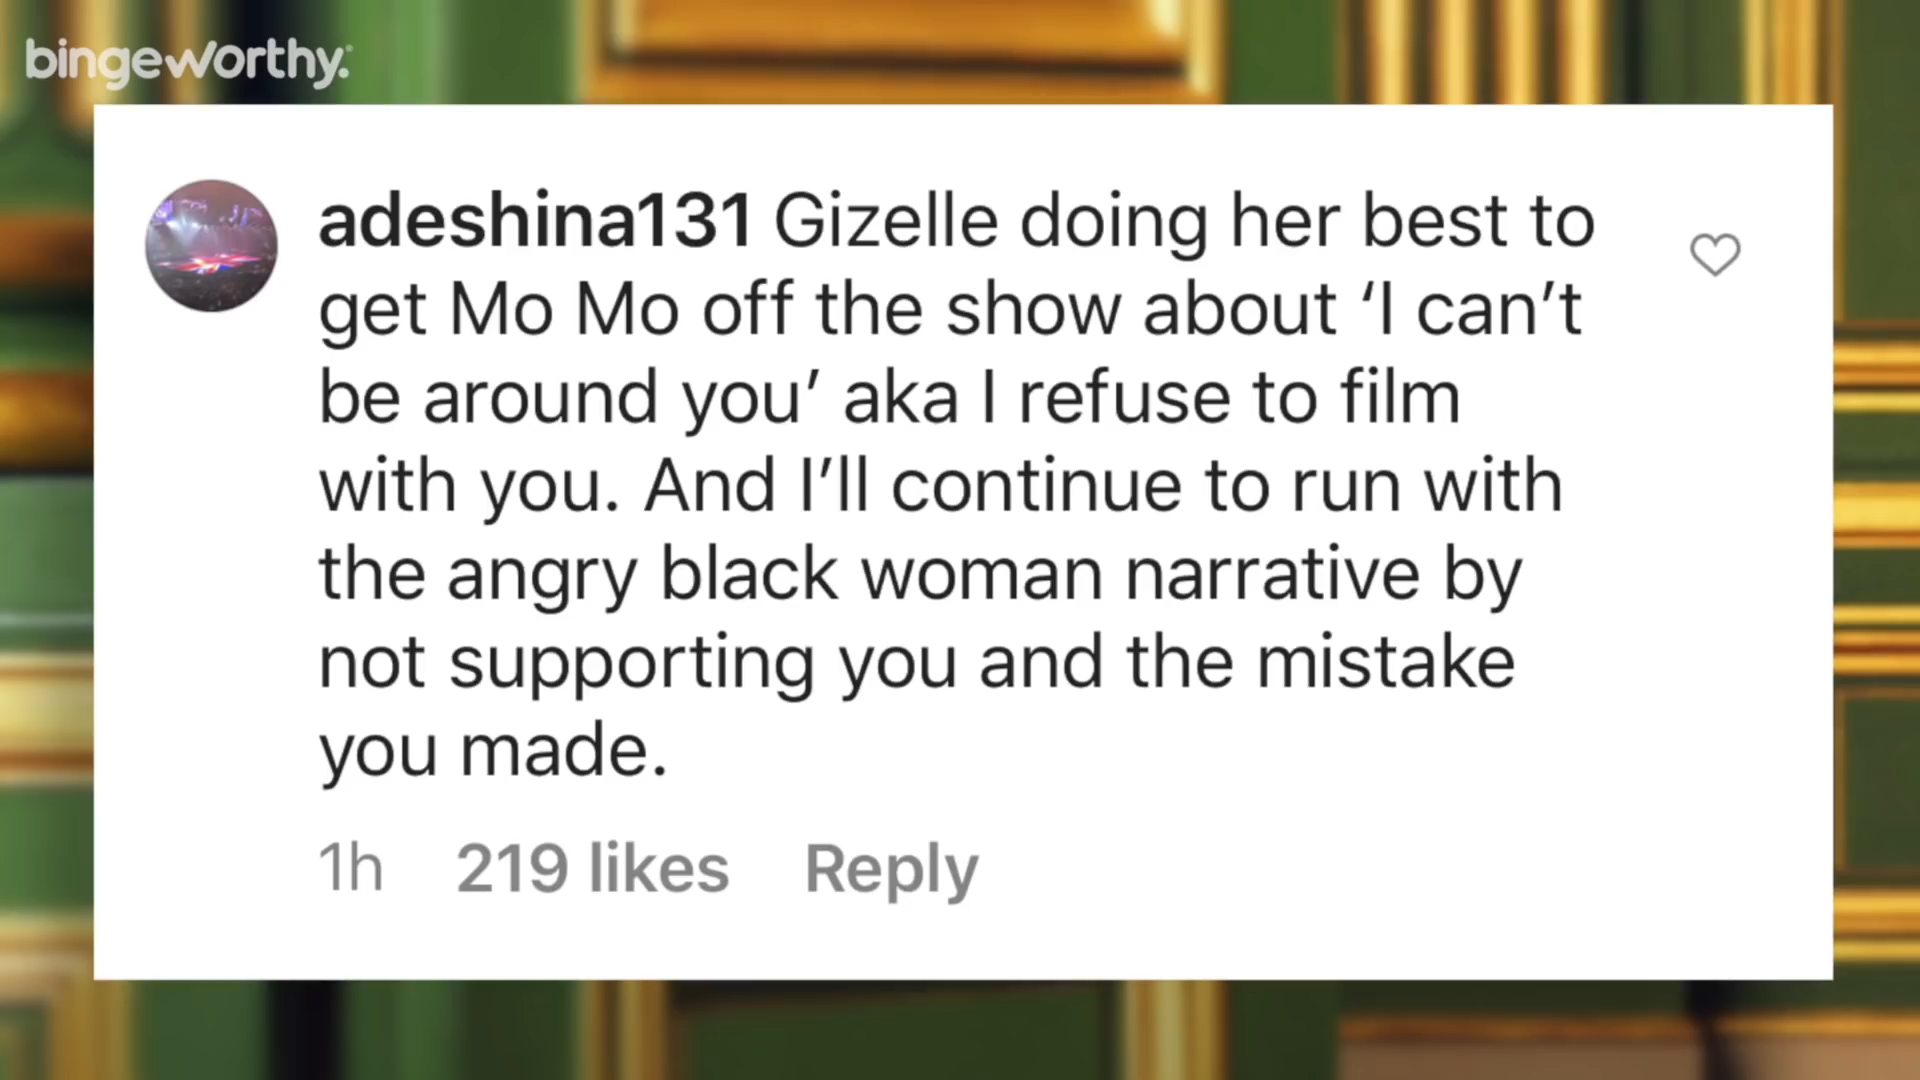 bingeworthy.
adeshina131 Gizelle doing her best to
get Mo Mo off the show about ‘I can’t
be around you’ aka I refuse to film
with you. And I’ll continue to run with
the angry black woman narrative by
not supporting you and the mistake
you made.
1h 219 likes Reply